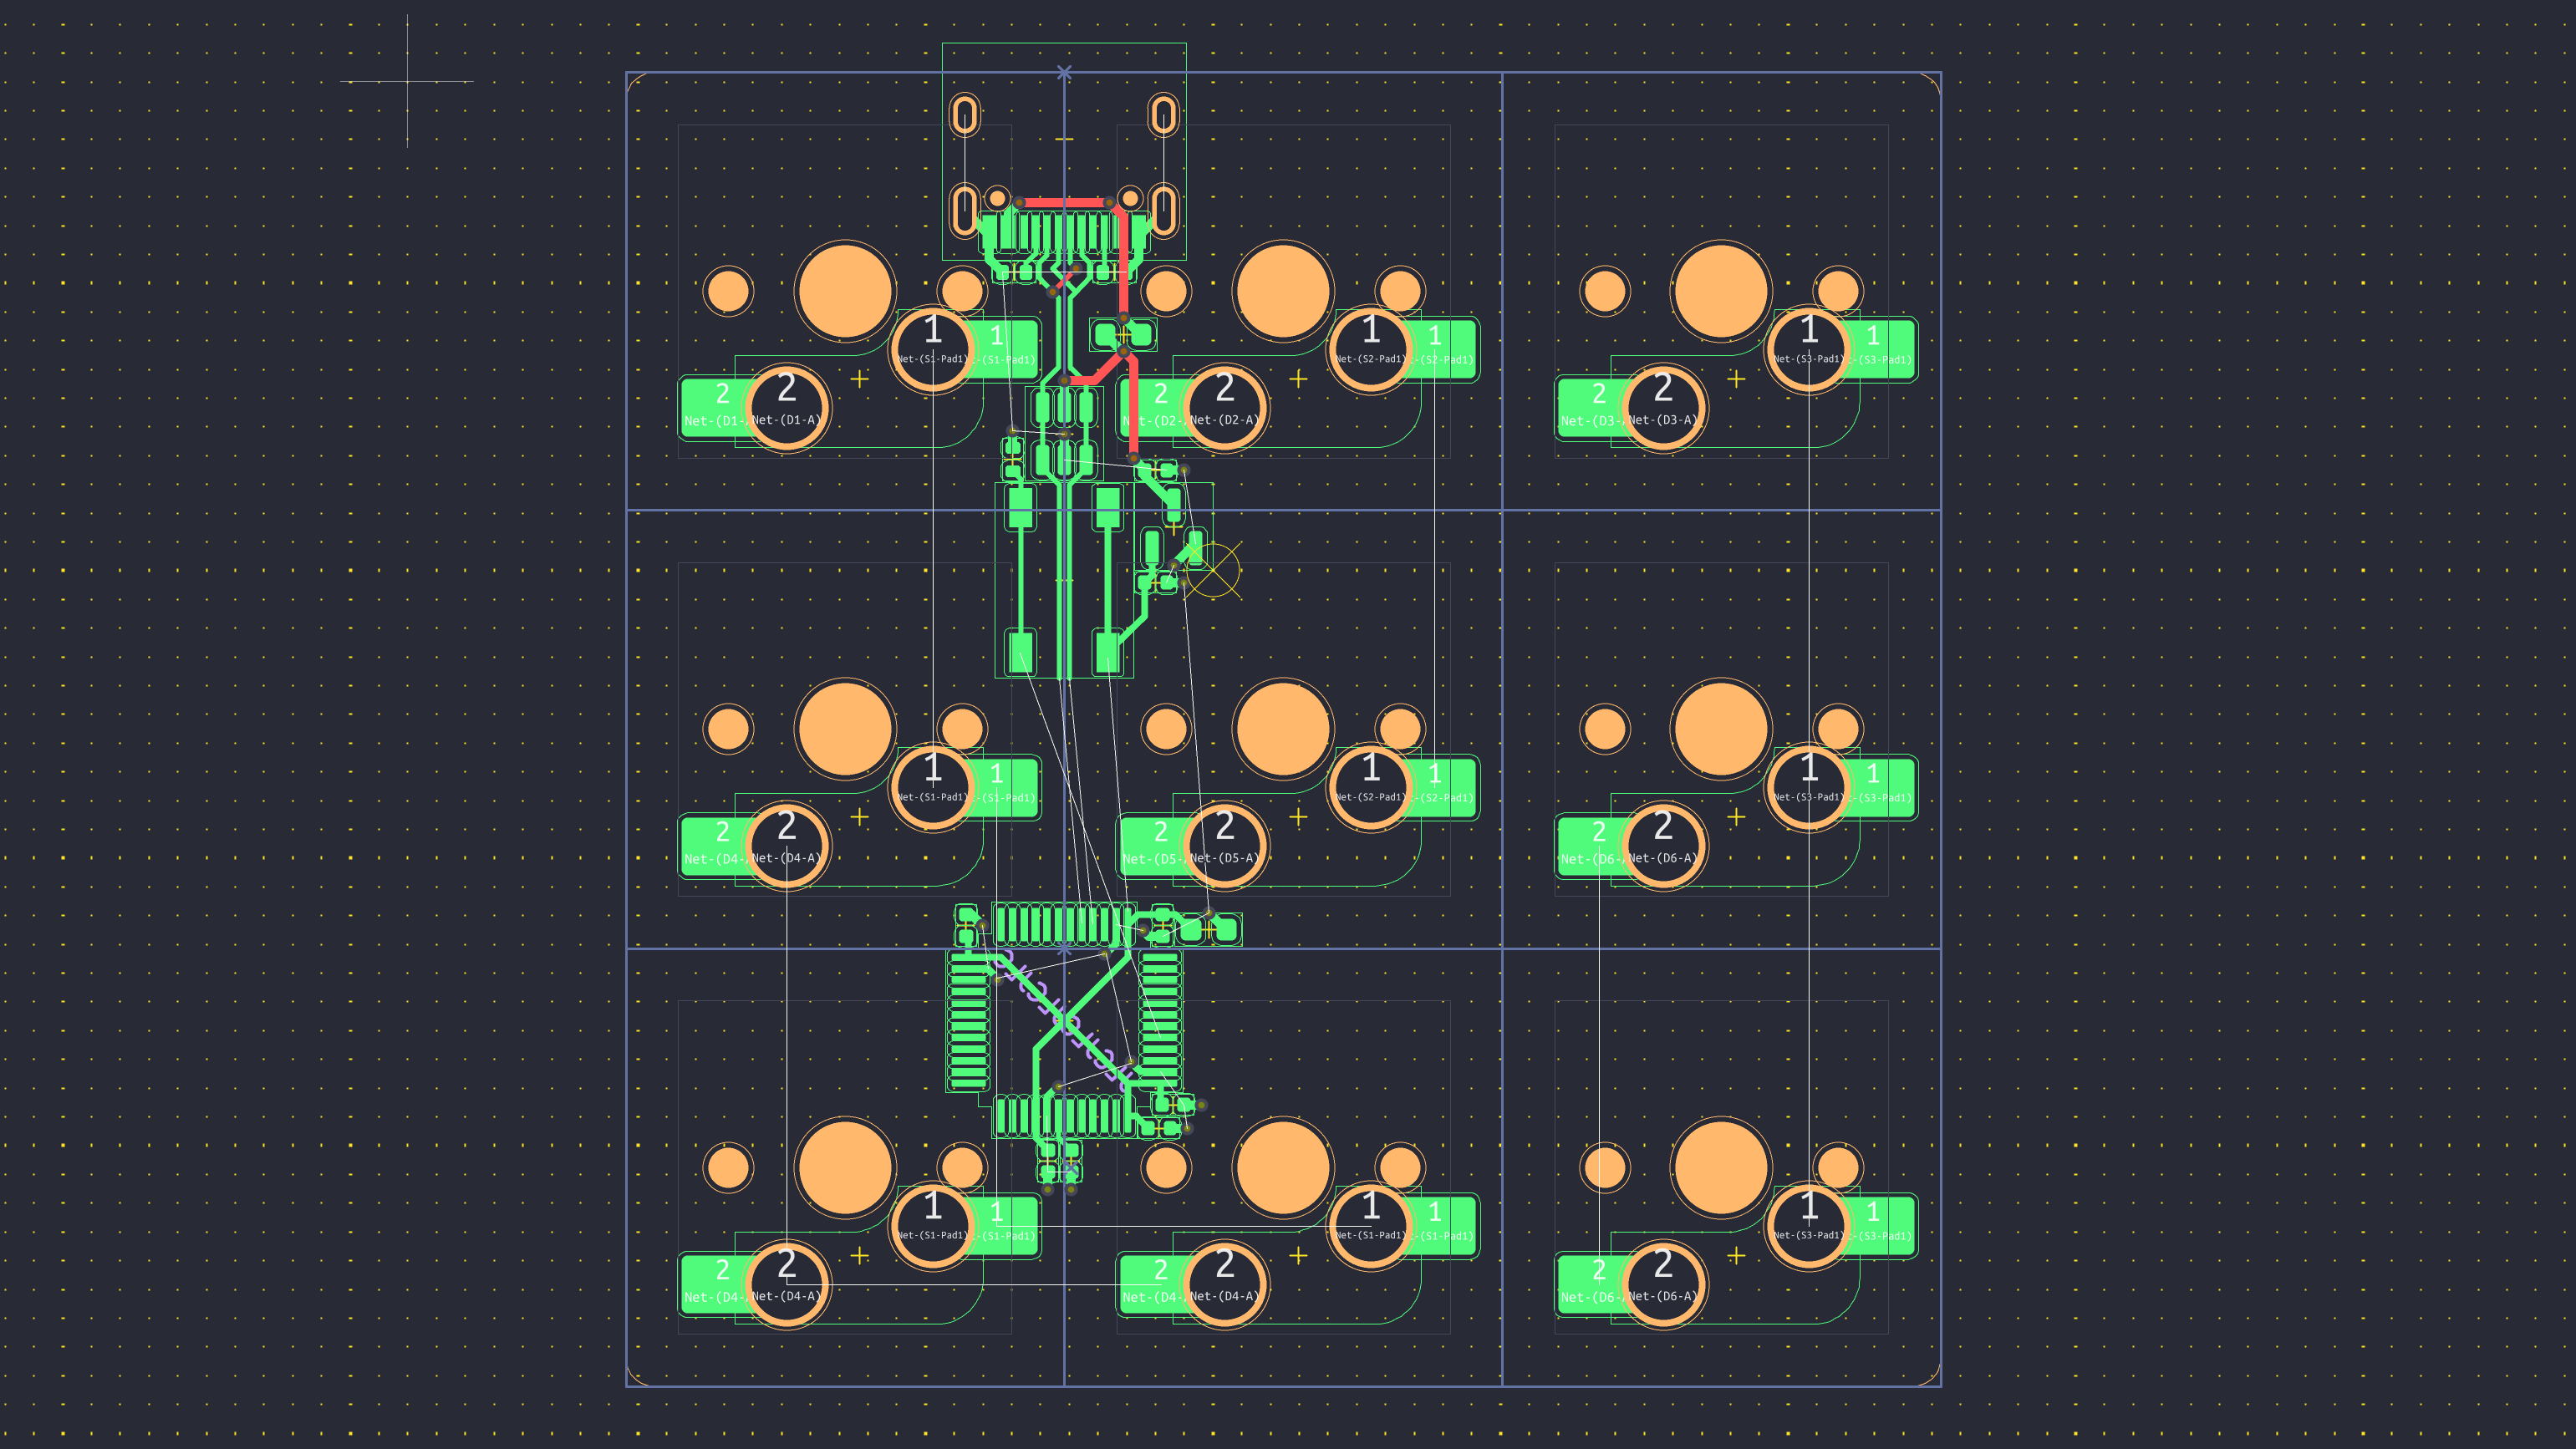 1
Net-(S1-Pad1)
1
t-(S1-Pad1)
2
Net-(D1-
2
Net-(D1-A)
1
Net-(S2-Pad1)
1
t-(S2-Pad1)
2
Net-(D2-
2
Net-(D2-A)
1
Net-(S3-Pad1)
1
t-(S3-Pad1)
2
Net-(D3-
2
Net-(D3-A)
1
Net-(S1-Pad1)
1
t-(S1-Pad1)
2
Net-(D4-
2
Net-(D4-A)
1
Net-(S2-Pad1)
1
t-(S2-Pad1)
2
Net-(D5-
2
Net-(D5-A)
1
Net-(S3-Pad1)
1
t-(S3-Pad1)
2
Net-(D6-
2
Net-(D6-A)
1
Net-(S1-Pad1)
1
t-(S1-Pad1)
2
Net-(D4-
2
Net-(D4-A)
1
Net-(S1-Pad1)
1
t-(S1-Pad1)
2
Net-(D4-
2
Net-(D4-A)
1
Net-(S3-Pad1)
1
t-(S3-Pad1)
2
Net-(D6-
2
Net-(D6-A)